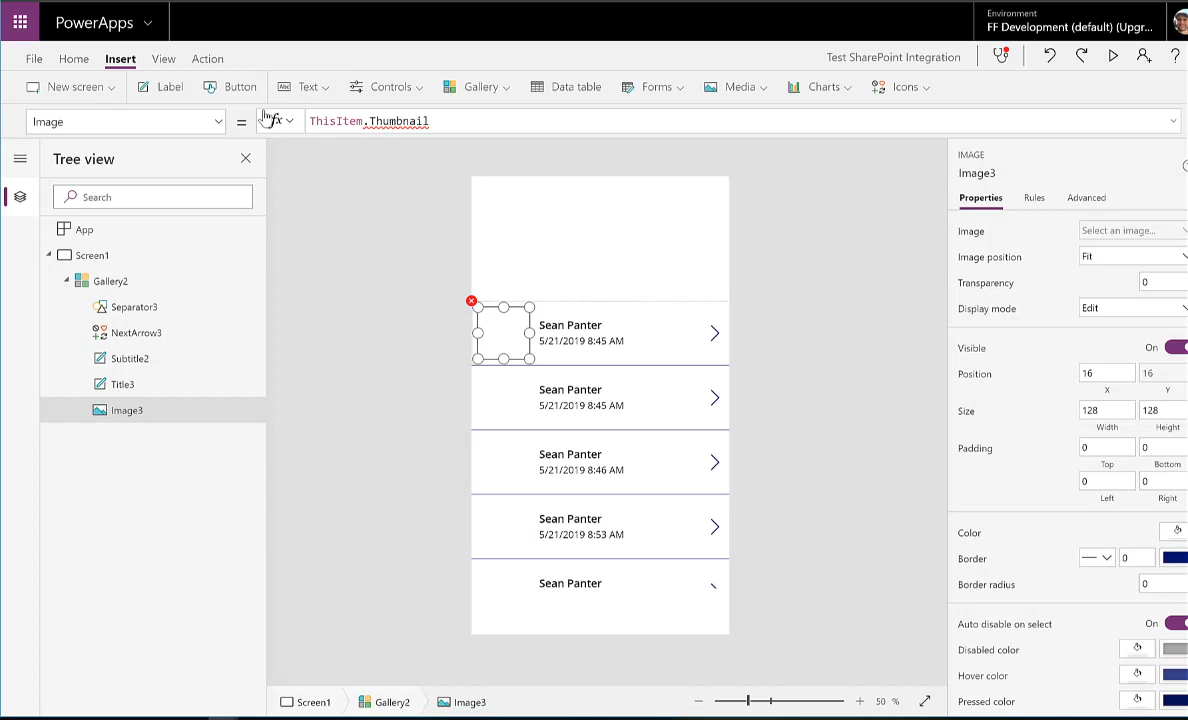 PowerApps
Environment
FF Development (default) (Upgr...
File Home Insert View Action
Test SharePoint Integration
New screen Label Button Text Controls Gallery Data table Forms Media Charts Icons
Image = fx ThisItem.Thumbnail
Tree view
Search
App
Screen1
Gallery2
Separator3
NextArrow3
Subtitle2
Title3
Image3
Sean Panter
5/21/2019 8:45 AM
Sean Panter
5/21/2019 8:45 AM
Sean Panter
5/21/2019 8:46 AM
Sean Panter
5/21/2019 8:53 AM
Sean Panter
IMAGE
Image3
Properties Rules Advanced
Image Select an image...
Image position Fit
Transparency 0
Display mode Edit
Visible On
Position 16 16
X Y
Size 128 128
Width Height
Padding 0 0
Top Bottom
0 0
Left Right
Color
Border 0
Border radius 0
Auto disable on select On
Disabled color
Hover color
Pressed color
Screen1 Gallery2 Image3
50 %